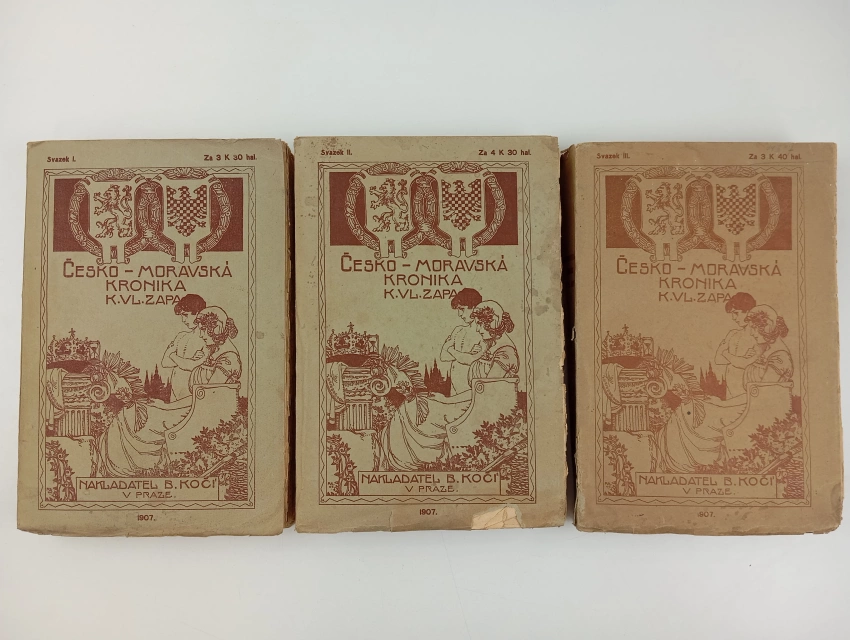 Svazek I. Za 3 K 30 hal.
ČESKO – MORAVSKÁ
KRONIKA
K. VL. ZAPA
NAKLADATEL B. KOČÍ
V PRAZE.
1907.
Svazek II. Za 4 K 30 hal.
ČESKO – MORAVSKÁ
KRONIKA
K. VL. ZAPA
NAKLADATEL B. KOČÍ
V PRAZE.
1907.
Svazek III. Za 3 K 40 hal.
ČESKO – MORAVSKÁ
KRONIKA
K. VL. ZAPA
NAKLADATEL B. KOČÍ
V PRAZE.
1907.